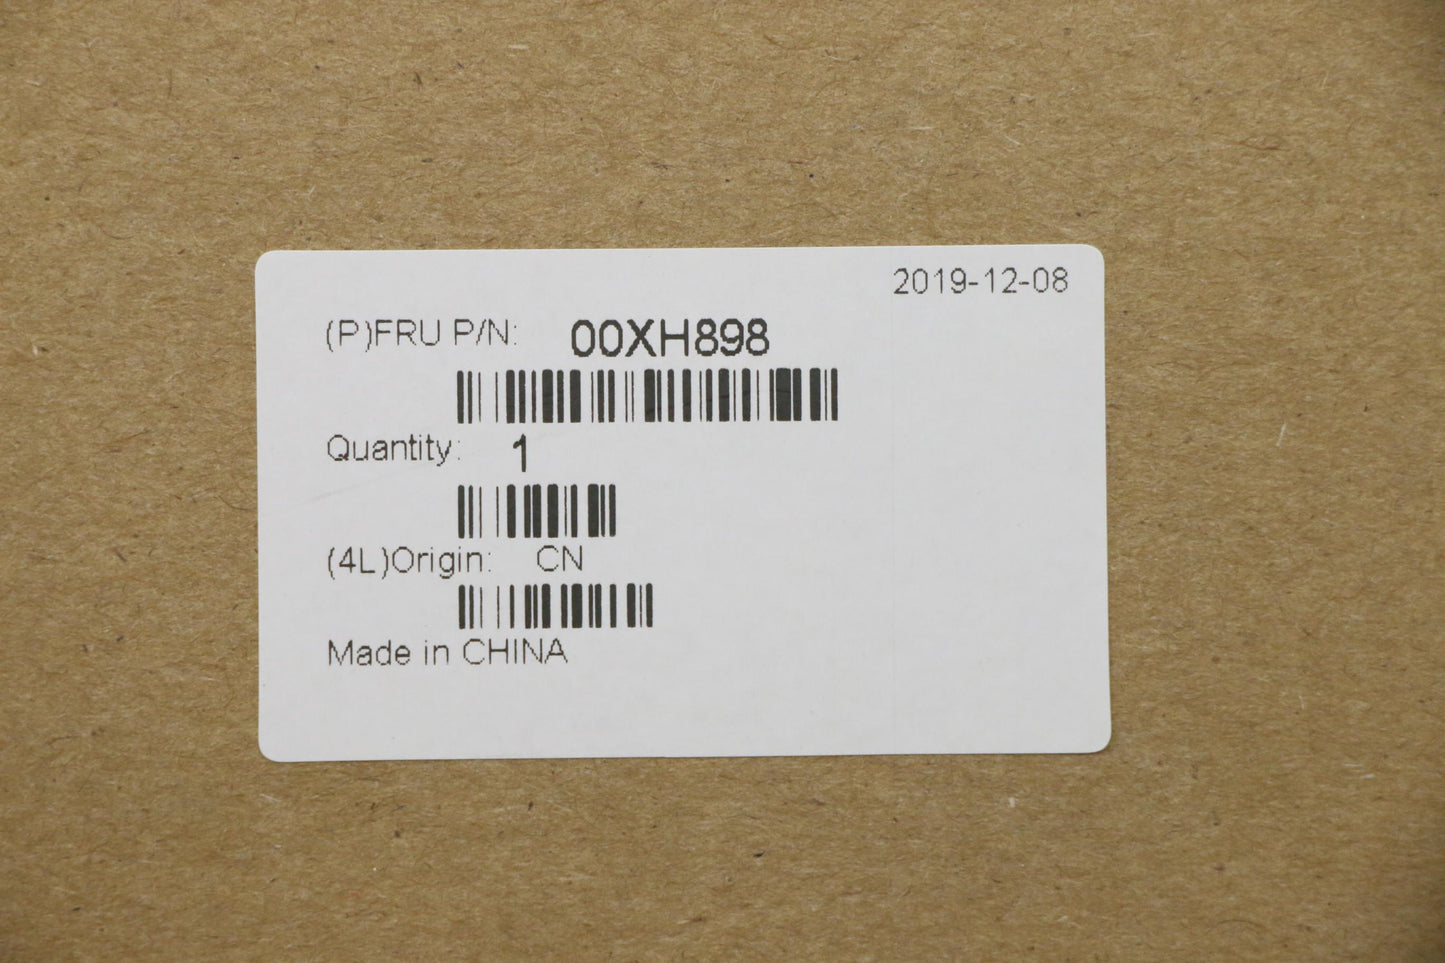 2019-12-08
(P)FRU P/N: 00XH898
Quantity: 1
(4L)Origin: CN
Made in CHINA